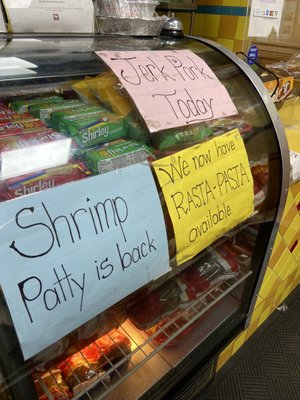 Jerk Pork
Today
We now have
RASTA-PASTA
available
Shrimp
Patty is back
Shirley
Shirley
Shirley